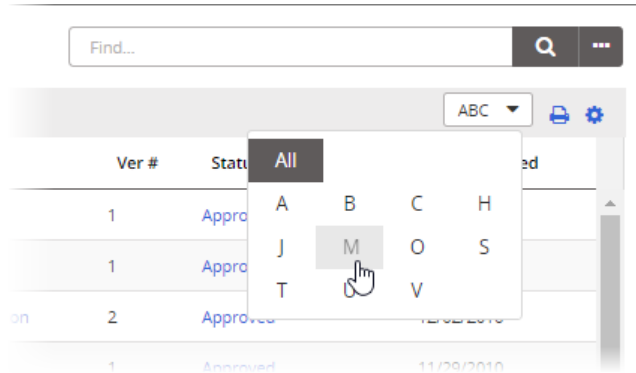 Find...
ABC
Ver # Statu ed
All
A B C H
1 Appro
J M O S
1 Appro
T U V
on 2 Approved
1 Approved 11/29/2010